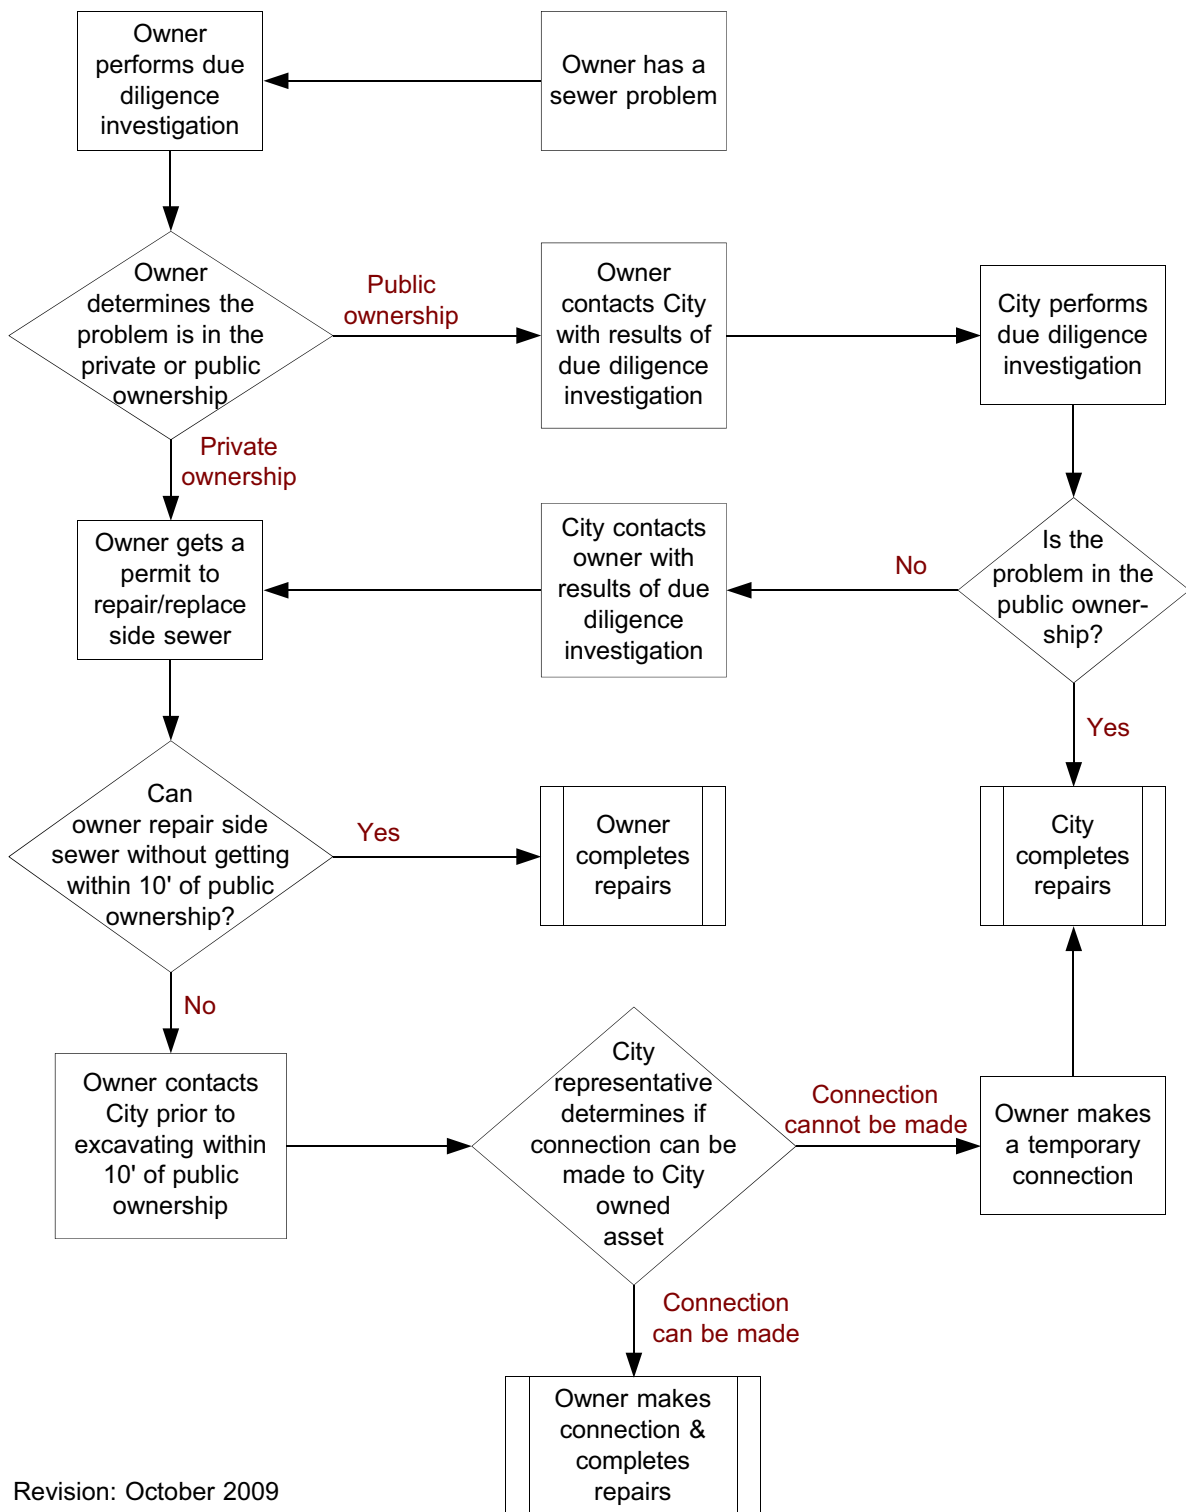 Owner
performs due
diligence
investigation
Owner has a
sewer problem
Owner
determines the
problem is in the
private or public
ownership
Public
ownership
Owner
contacts City
with results of
due diligence
investigation
City performs
due diligence
investigation
Private
ownership
Owner gets a
permit to
repair/replace
side sewer
City contacts
owner with
results of due
diligence
investigation
No
Is the
problem in the
public owner-
ship?
Yes
Can
owner repair side
sewer without getting
within 10' of public
ownership?
Yes
Owner
completes
repairs
City
completes
repairs
No
Owner contacts
City prior to
excavating within
10' of public
ownership
City
representative
determines if
connection can be
made to City
owned
asset
Connection
cannot be made
Owner makes
a temporary
connection
Connection
can be made
Owner makes
connection &
completes
repairs
Revision: October 2009